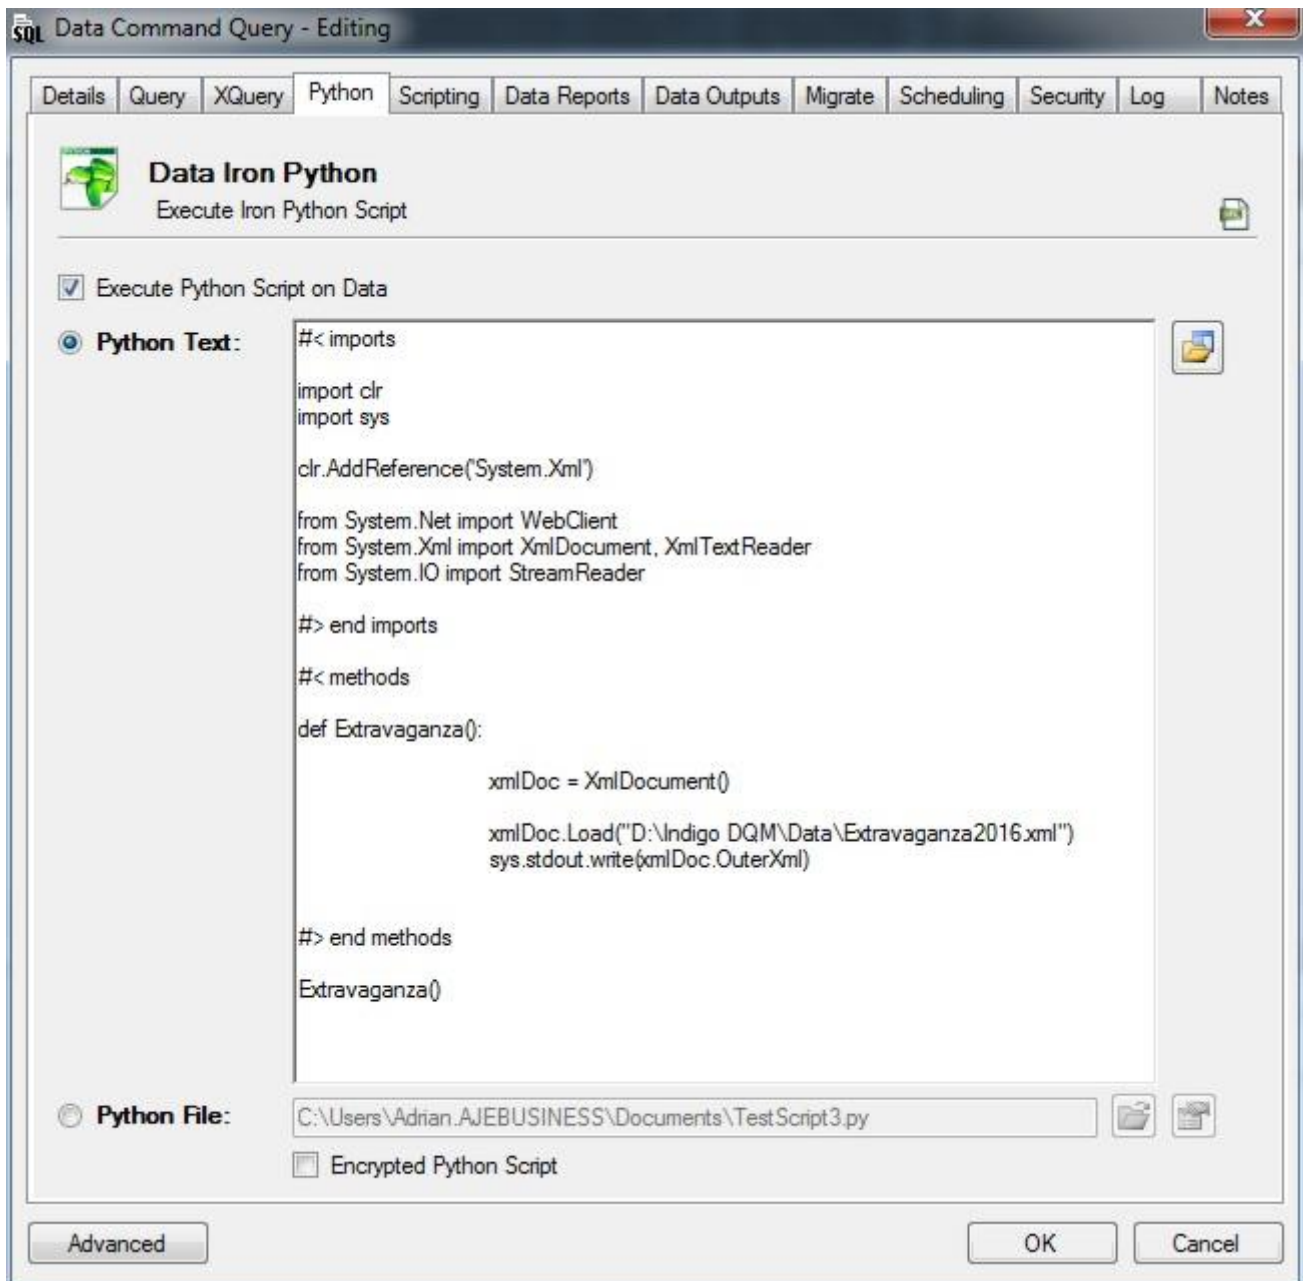 SQL Data Command Query - Editing
Details Query XQuery Python Scripting Data Reports Data Outputs Migrate Scheduling Security Log Notes
Data Iron Python
Execute Iron Python Script
Execute Python Script on Data
Python Text:
#< imports
import clr
import sys
clr.AddReference('System.Xml')
from System.Net import WebClient
from System.Xml import XmlDocument, XmlTextReader
from System.IO import StreamReader
#> end imports
#< methods
def Extravaganza():
xmlDoc = XmlDocument()
xmlDoc.Load("D:\Indigo DQM\Data\Extravaganza2016.xml")
sys.stdout.write(xmlDoc.OuterXml)
#> end methods
Extravaganza()
Python File: C:\Users\Adrian.AJEBUSINESS\Documents\TestScript3.py
Encrypted Python Script
Advanced OK Cancel